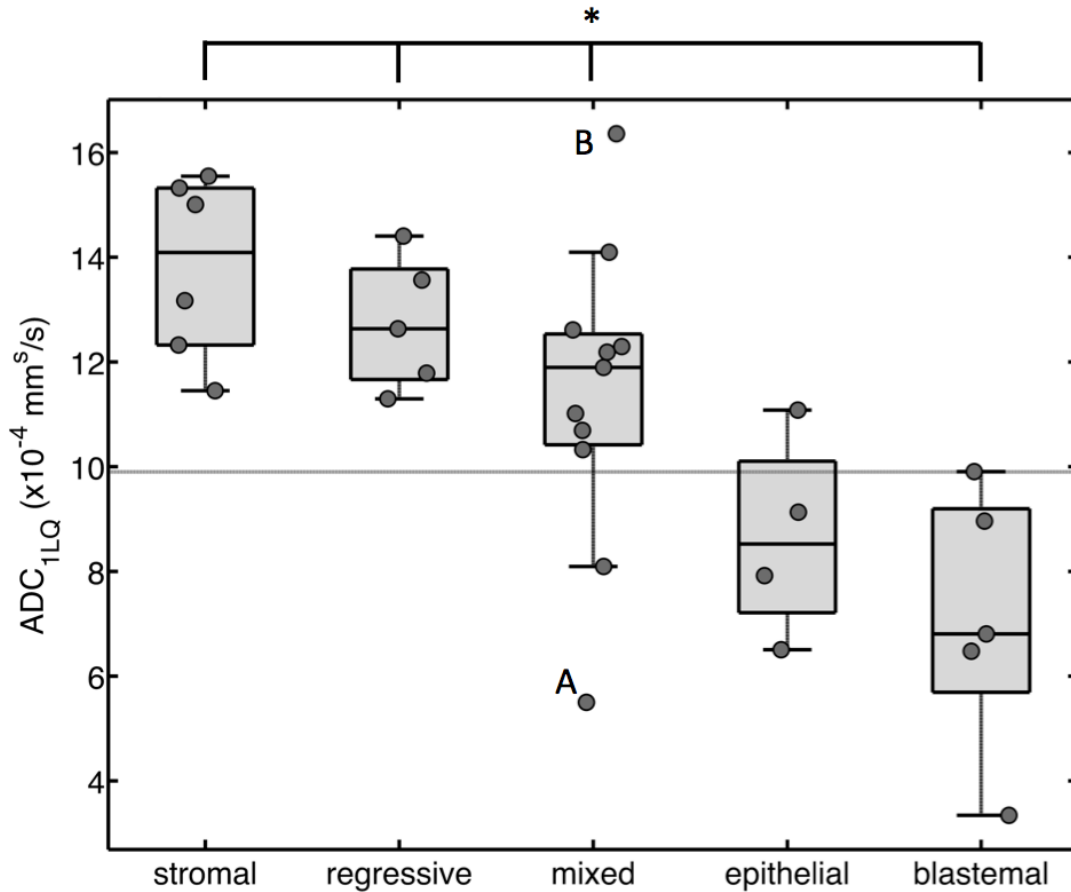 *
B
A
16
14
12
10
8
6
4
ADC1LQ (x10-4 mms/s)
stromal regressive mixed epithelial blastemal